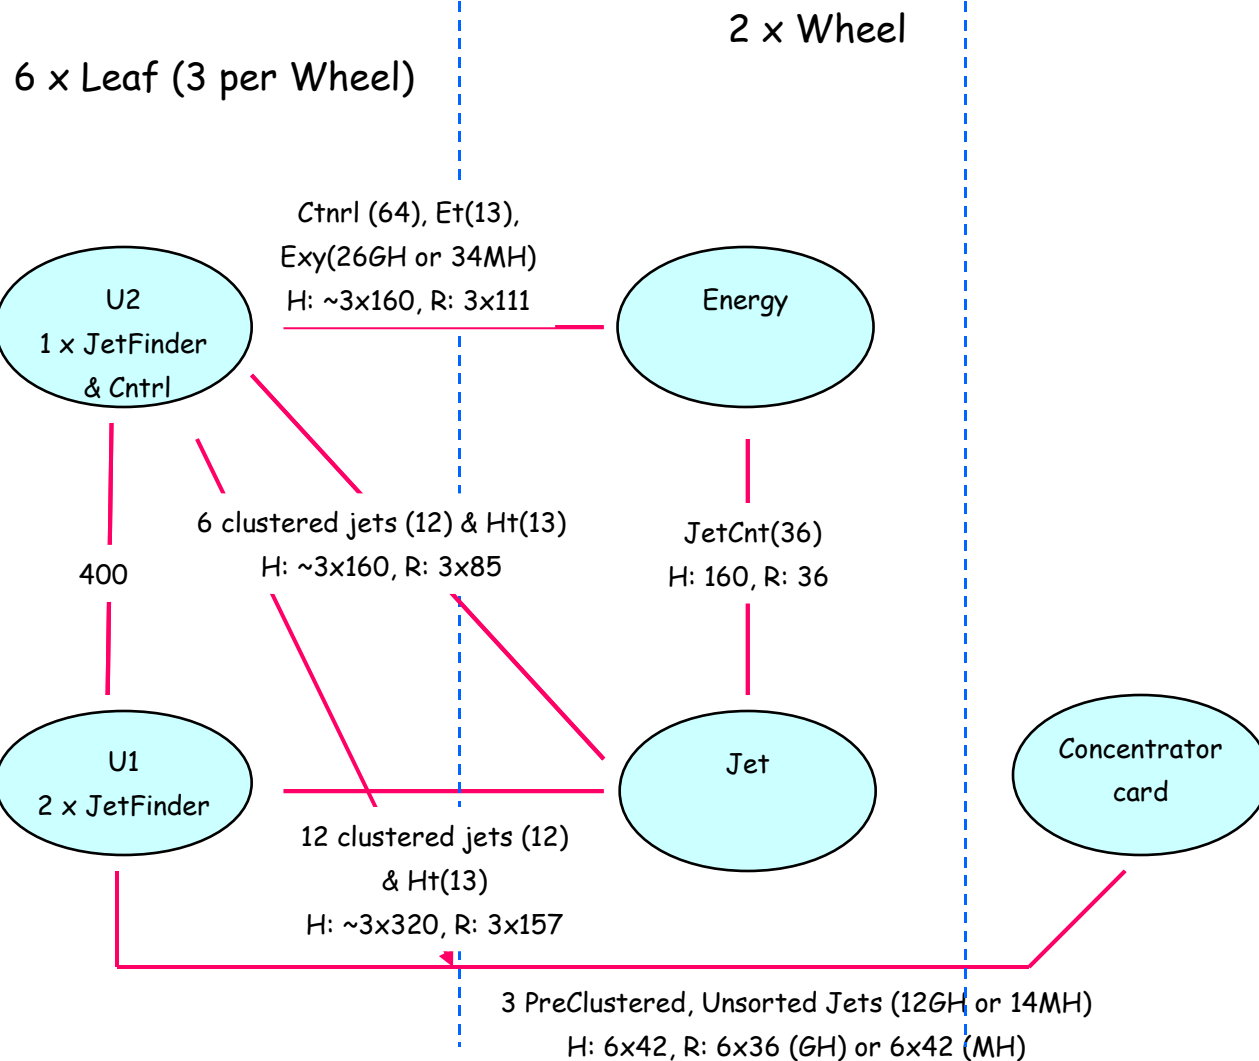 2 x Wheel
6 x Leaf (3 per Wheel)
Ctnrl (64), Et(13),
Exy(26GH or 34MH)
H: ~3x160, R: 3x111
U2
1 x JetFinder
& Cntrl
Energy
6 clustered jets (12) & Ht(13)
H: ~3x160, R: 3x85
JetCnt(36)
H: 160, R: 36
400
U1
2 x JetFinder
Jet
Concentrator
card
12 clustered jets (12)
& Ht(13)
H: ~3x320, R: 3x157
3 PreClustered, Unsorted Jets (12GH or 14MH)
H: 6x42, R: 6x36 (GH) or 6x42 (MH)